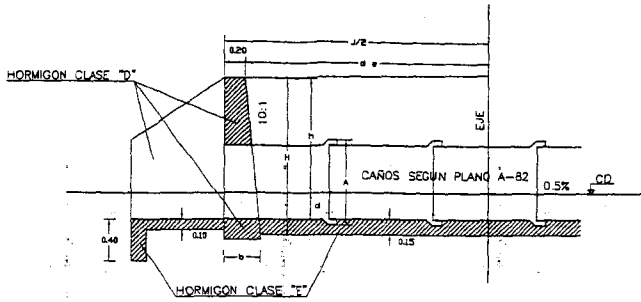 J/2
0.20
d e
HORMIGON CLASE "D"
10:1
H
h
EJE
A
CAÑOS SEGUN PLANO A-82
0.5%
CD
d
0.40
0.10
0.15
b
HORMIGON CLASE "E"